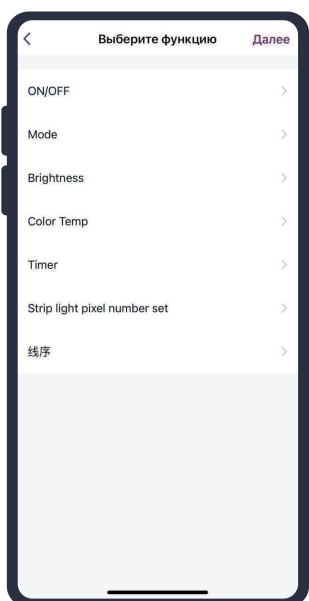 Выберите функцию Далее
ON/OFF
Mode
Brightness
Color Temp
Timer
Strip light pixel number set
线序